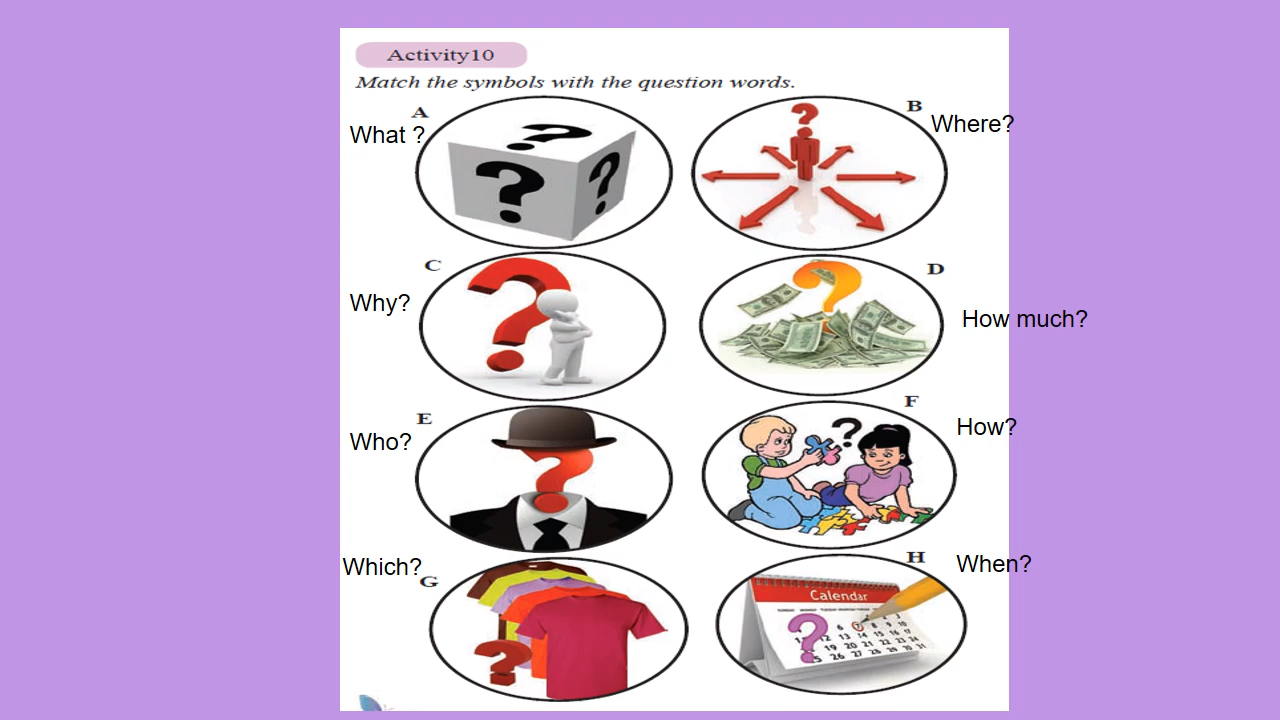 Activity10
Match the symbols with the question words.
A
What ?
B
Where?
C
Why?
D
How much?
E
Who?
F
How?
Which?
G
H
When?
Calendar